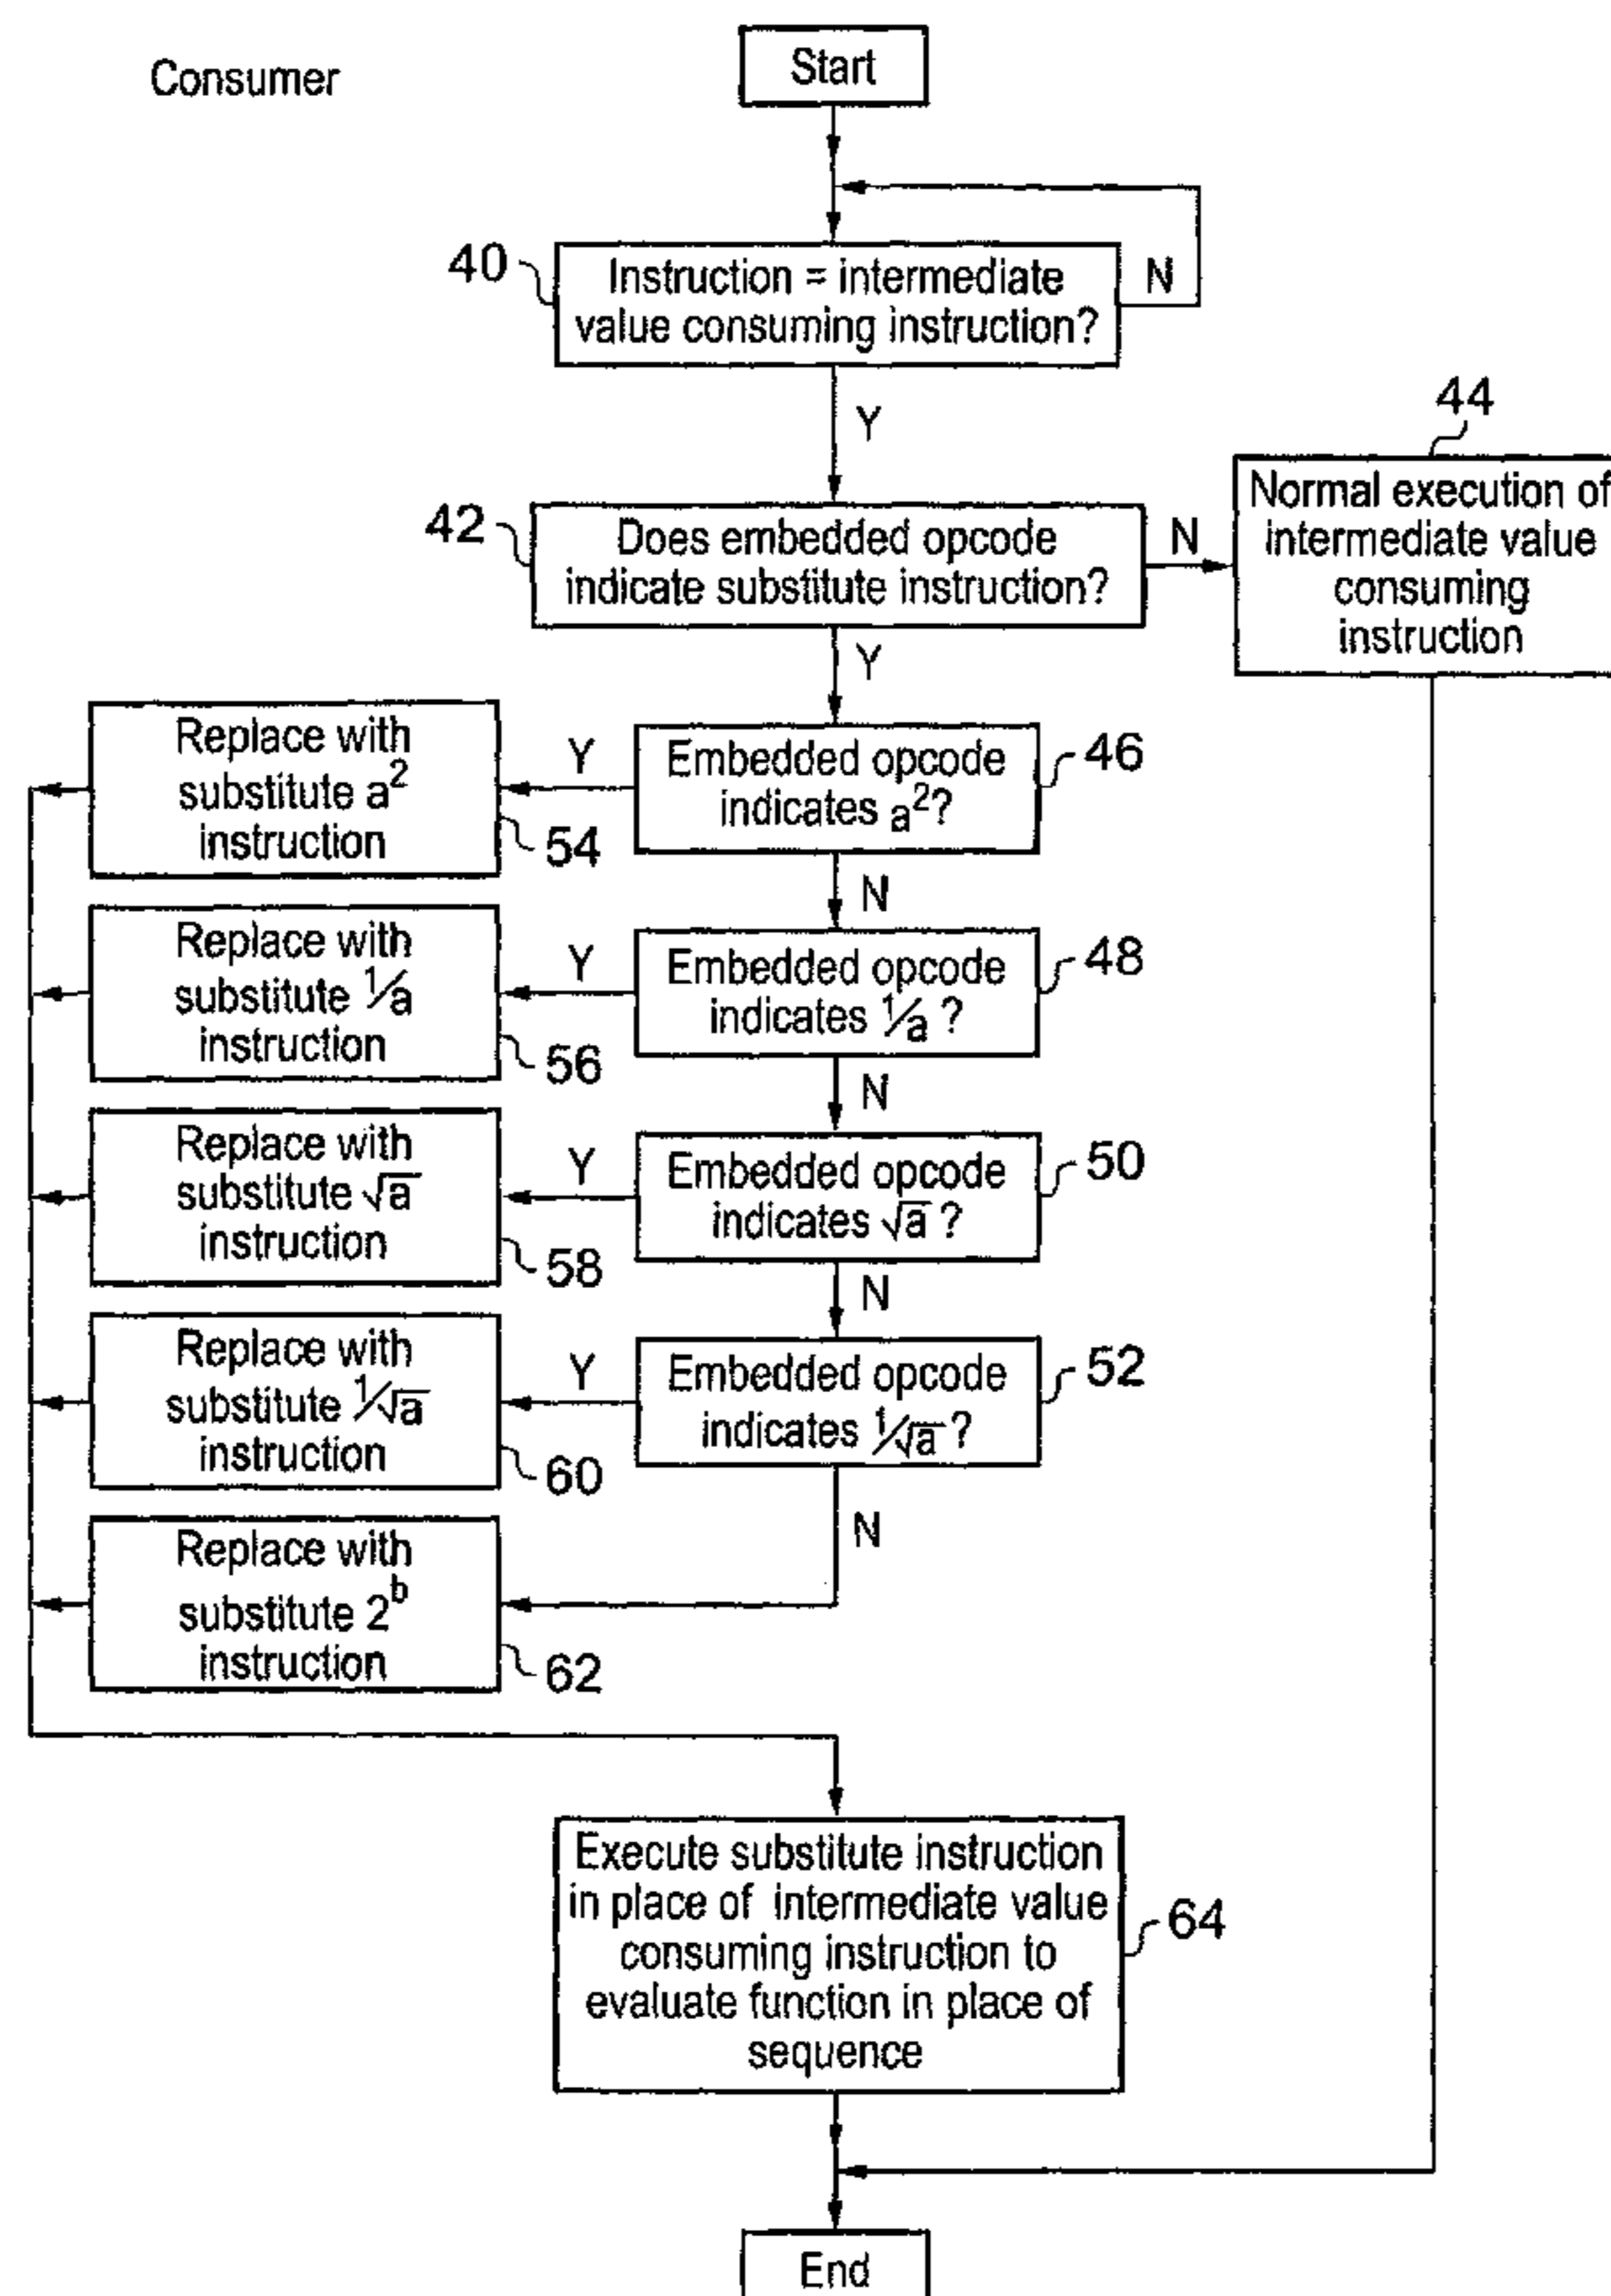 Consumer
Start
40
Instruction = intermediate
value consuming instruction?
N
Y
44
42
Does embedded opcode
indicate substitute instruction?
N
Normal execution of
intermediate value
consuming
instruction
Y
Replace with
substitute a²
instruction
54
Y
Embedded opcode
indicates a²?
46
N
Replace with
substitute 1/a
instruction
56
Y
Embedded opcode
indicates 1/a ?
48
N
Replace with
substitute √a
instruction
58
Y
Embedded opcode
indicates √a ?
50
N
Replace with
substitute 1/√a
instruction
60
Y
Embedded opcode
indicates 1/√a ?
52
N
Replace with
substitute 2ᵇ
instruction
62
Execute substitute instruction
in place of intermediate value
consuming instruction to
evaluate function in place of
sequence
64
End